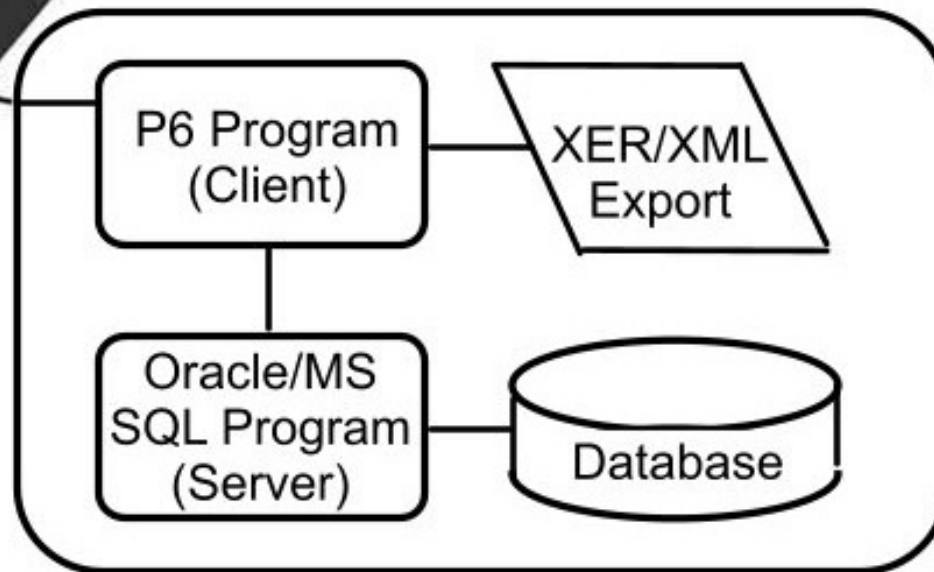 P6 Program
(Client)
XER/XML
Export
Oracle/MS
SQL Program
(Server)
Database